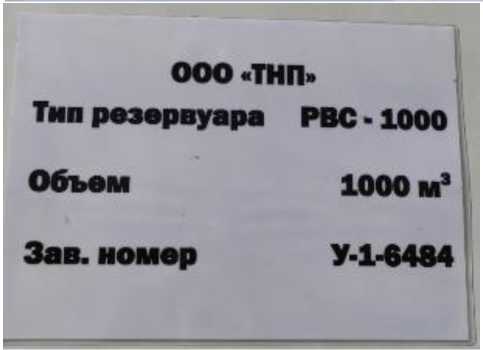 ООО «ТНП»
Тип резервуара РВС - 1000
Объем 1000 м³
Зав. номер У-1-6484